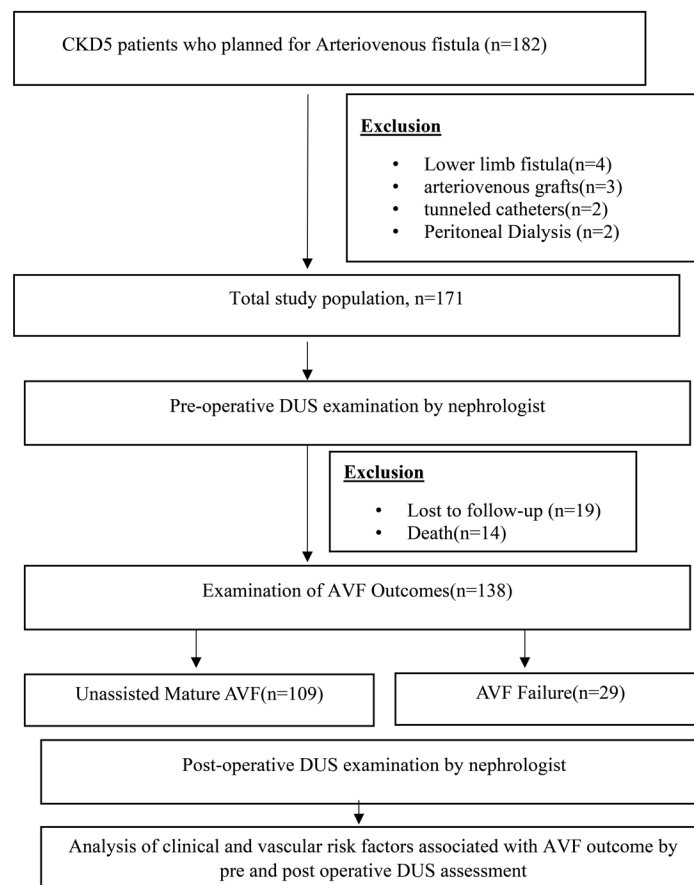 CKD5 patients who planned for Arteriovenous fistula (n=182)
Exclusion
• Lower limb fistula(n=4)
• arteriovenous grafts(n=3)
• tunneled catheters(n=2)
• Peritoneal Dialysis (n=2)
Total study population, n=171
Pre-operative DUS examination by nephrologist
Exclusion
• Lost to follow-up (n=19)
• Death(n=14)
Examination of AVF Outcomes(n=138)
Unassisted Mature AVF(n=109)
AVF Failure(n=29)
Post-operative DUS examination by nephrologist
Analysis of clinical and vascular risk factors associated with AVF outcome by
pre and post operative DUS assessment